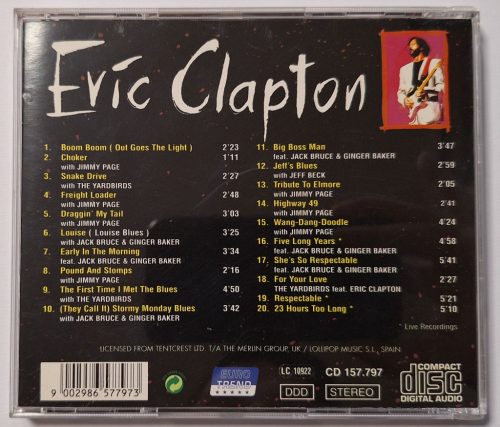 Eric Clapton
1. Boom Boom ( Out Goes The Light ) 2'23
2. Choker 1'11
with JIMMY PAGE
3. Snake Drive 2'27
with THE YARDBIRDS
4. Freight Loader 2'48
with JIMMY PAGE
5. Draggin' My Tail 3'03
with JIMMY PAGE
6. Louise ( Louise Blues ) 3'25
with JACK BRUCE & GINGER BAKER
7. Early In The Morning 3'34
feat. JACK BRUCE & GINGER BAKER
8. Pound And Stomps 2'16
with JIMMY PAGE
9. The First Time I Met The Blues 4'50
with THE YARDBIRDS
10. (They Call It) Stormy Monday Blues 3'42
with JACK BRUCE & GINGER BAKER
11. Big Boss Man 3'47
feat. JACK BRUCE & GINGER BAKER
12. Jeff's Blues 2'59
with JEFF BECK
13. Tribute To Elmore 2'05
with JIMMY PAGE
14. Highway 49 2'41
with JIMMY PAGE
15. Wang-Dang-Doodle 4'24
with JIMMY PAGE
16. Five Long Years * 4'58
feat. JACK BRUCE & GINGER BAKER
17. She's So Respectable 5'41
feat. JACK BRUCE & GINGER BAKER
18. For Your Love 2'27
THE YARDBIRDS feat. ERIC CLAPTON
19. Respectable * 5'21
20. 23 Hours Too Long * 5'10
* Live Recordings
LICENSED FROM TENTCREST LTD. T/A THE MERLIN GROUP, UK / LOLLIPOP MUSIC S.L., SPAIN
9 002986 577973
EURO
TREND
LC 10922
DDD
CD 157.797
STEREO
COMPACT
disc
DIGITAL AUDIO